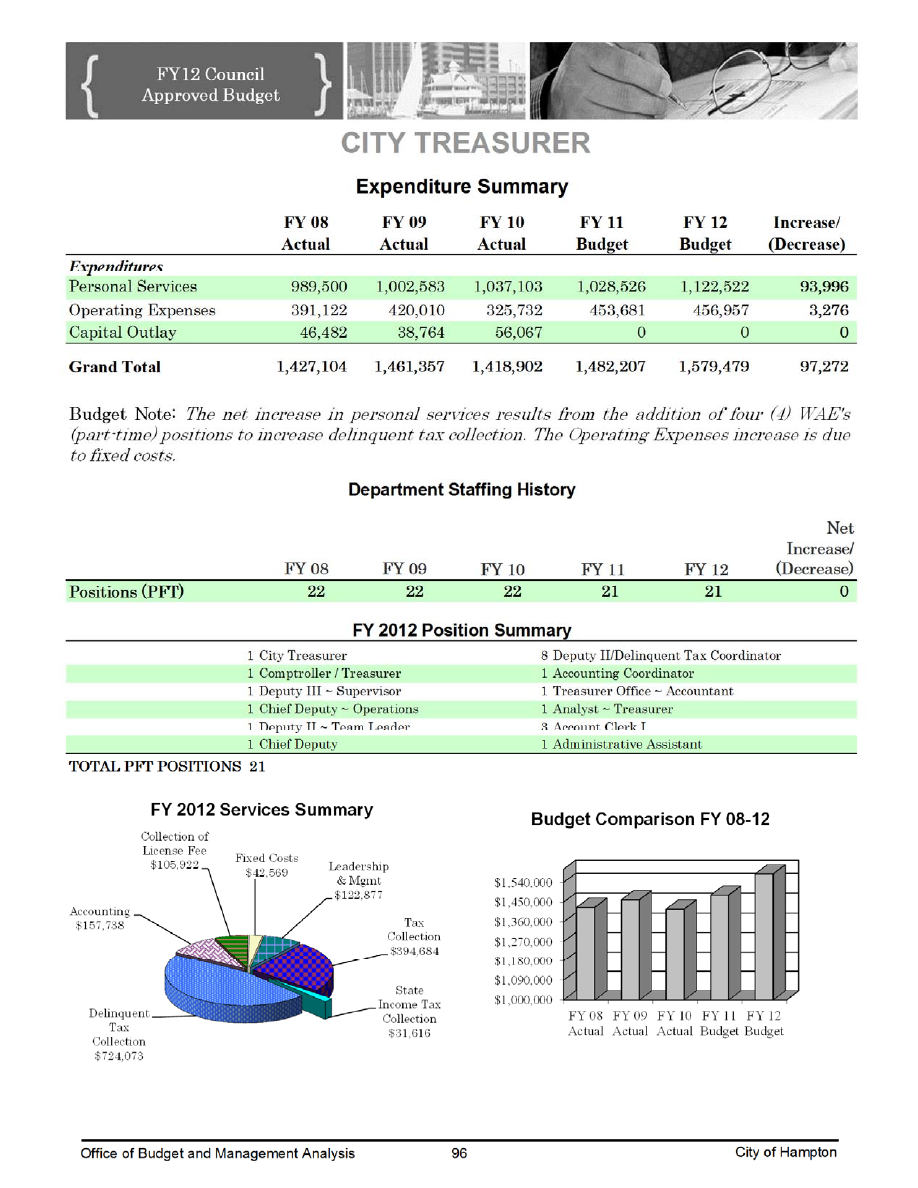 FY12 Council
Approved Budget
CITY TREASURER
Expenditure Summary
FY 08 FY 09 FY 10 FY 11 FY 12 Increase/
Actual Actual Actual Budget Budget (Decrease)
Expenditures
Personal Services 989,500 1,002,583 1,037,103 1,028,526 1,122,522 93,996
Operating Expenses 391,122 420,010 325,732 453,681 456,957 3,276
Capital Outlay 46,482 38,764 56,067 0 0 0
Grand Total 1,427,104 1,461,357 1,418,902 1,482,207 1,579,479 97,272
Budget Note: The net increase in personal services results from the addition of four (4) WAE's
(part-time) positions to increase delinquent tax collection. The Operating Expenses increase is due
to fixed costs.
Department Staffing History
Net
Increase/
FY 08 FY 09 FY 10 FY 11 FY 12 (Decrease)
Positions (PFT) 22 22 22 21 21 0
FY 2012 Position Summary
1 City Treasurer 8 Deputy II/Delinquent Tax Coordinator
1 Comptroller / Treasurer 1 Accounting Coordinator
1 Deputy III ~ Supervisor 1 Treasurer Office ~ Accountant
1 Chief Deputy ~ Operations 1 Analyst ~ Treasurer
1 Deputy II ~ Team Leader 3 Account Clerk I
1 Chief Deputy 1 Administrative Assistant
TOTAL PFT POSITIONS 21
FY 2012 Services Summary
Collection of
License Fee
$105,922
Fixed Costs
$42,569
Leadership
& Mgmt
$122,877
Accounting
$157,738
Tax
Collection
$394,684
State
Income Tax
Collection
$31,616
Delinquent
Tax
Collection
$724,073
Budget Comparison FY 08-12
$1,540,000
$1,450,000
$1,360,000
$1,270,000
$1,180,000
$1,090,000
$1,000,000
FY 08 FY 09 FY 10 FY 11 FY 12
Actual Actual Actual Budget Budget
Office of Budget and Management Analysis 96 City of Hampton